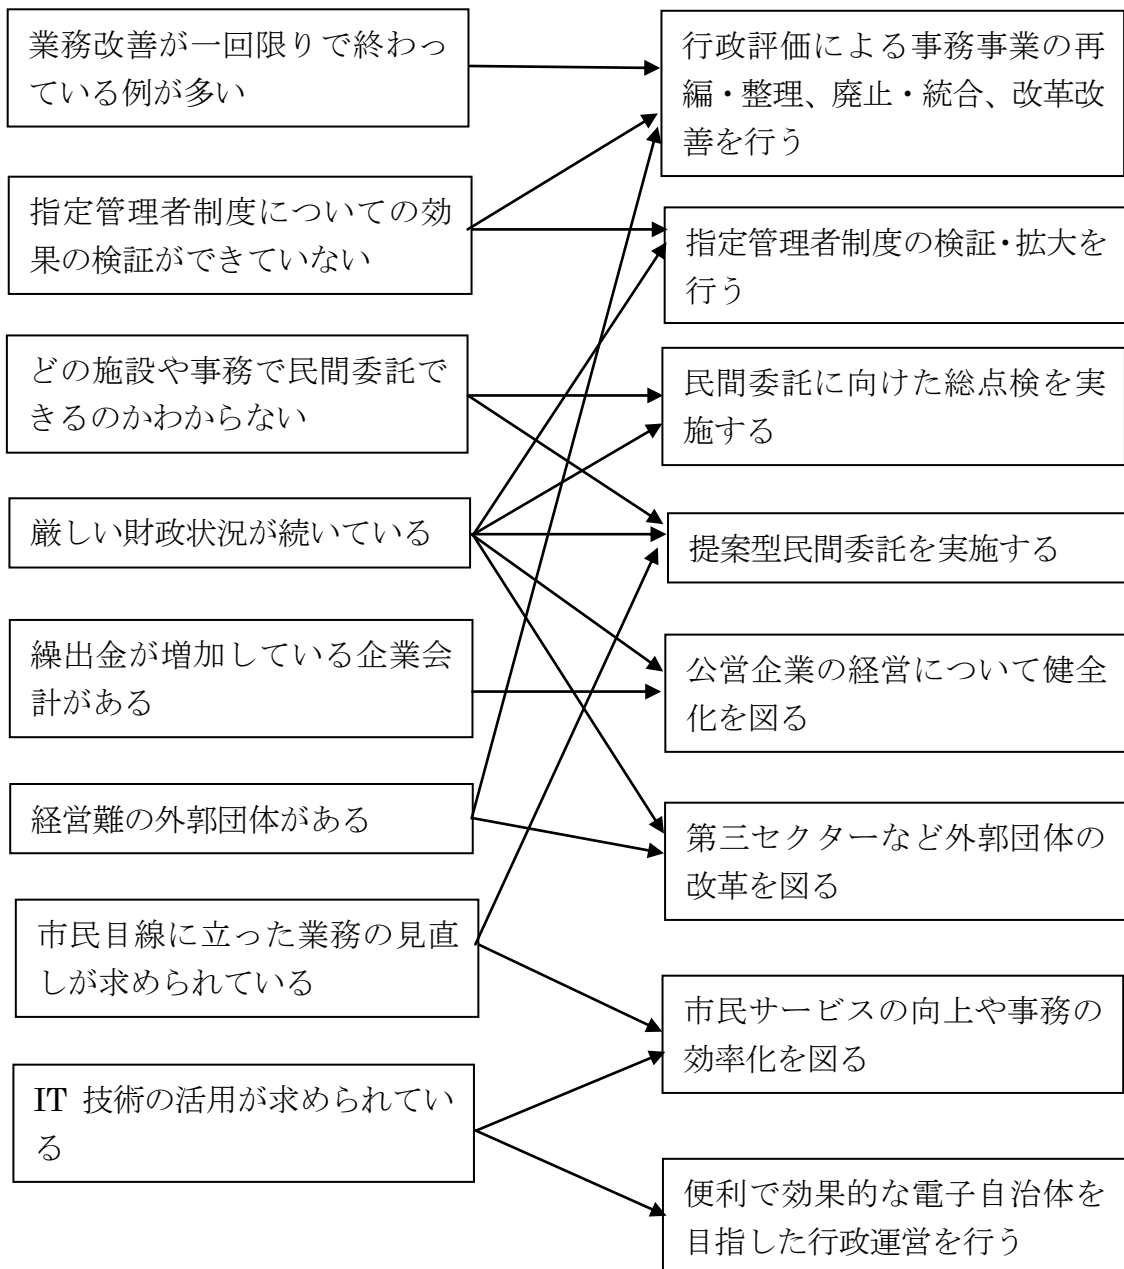 業務改善が一回限りで終わっ
ている例が多い
指定管理者制度についての効
果の検証ができていない
どの施設や事務で民間委託で
きるのかわからない
厳しい財政状況が続いている
繰出金が増加している企業会
計がある
経営難の外郭団体がある
市民目線に立った業務の見直
しが求められている
IT 技術の活用が求められてい
る
行政評価による事務事業の再
編・整理、廃止・統合、改革改
善を行う
指定管理者制度の検証・拡大を
行う
民間委託に向けた総点検を実
施する
提案型民間委託を実施する
公営企業の経営について健全
化を図る
第三セクターなど外郭団体の
改革を図る
市民サービスの向上や事務の
効率化を図る
便利で効果的な電子自治体を
目指した行政運営を行う